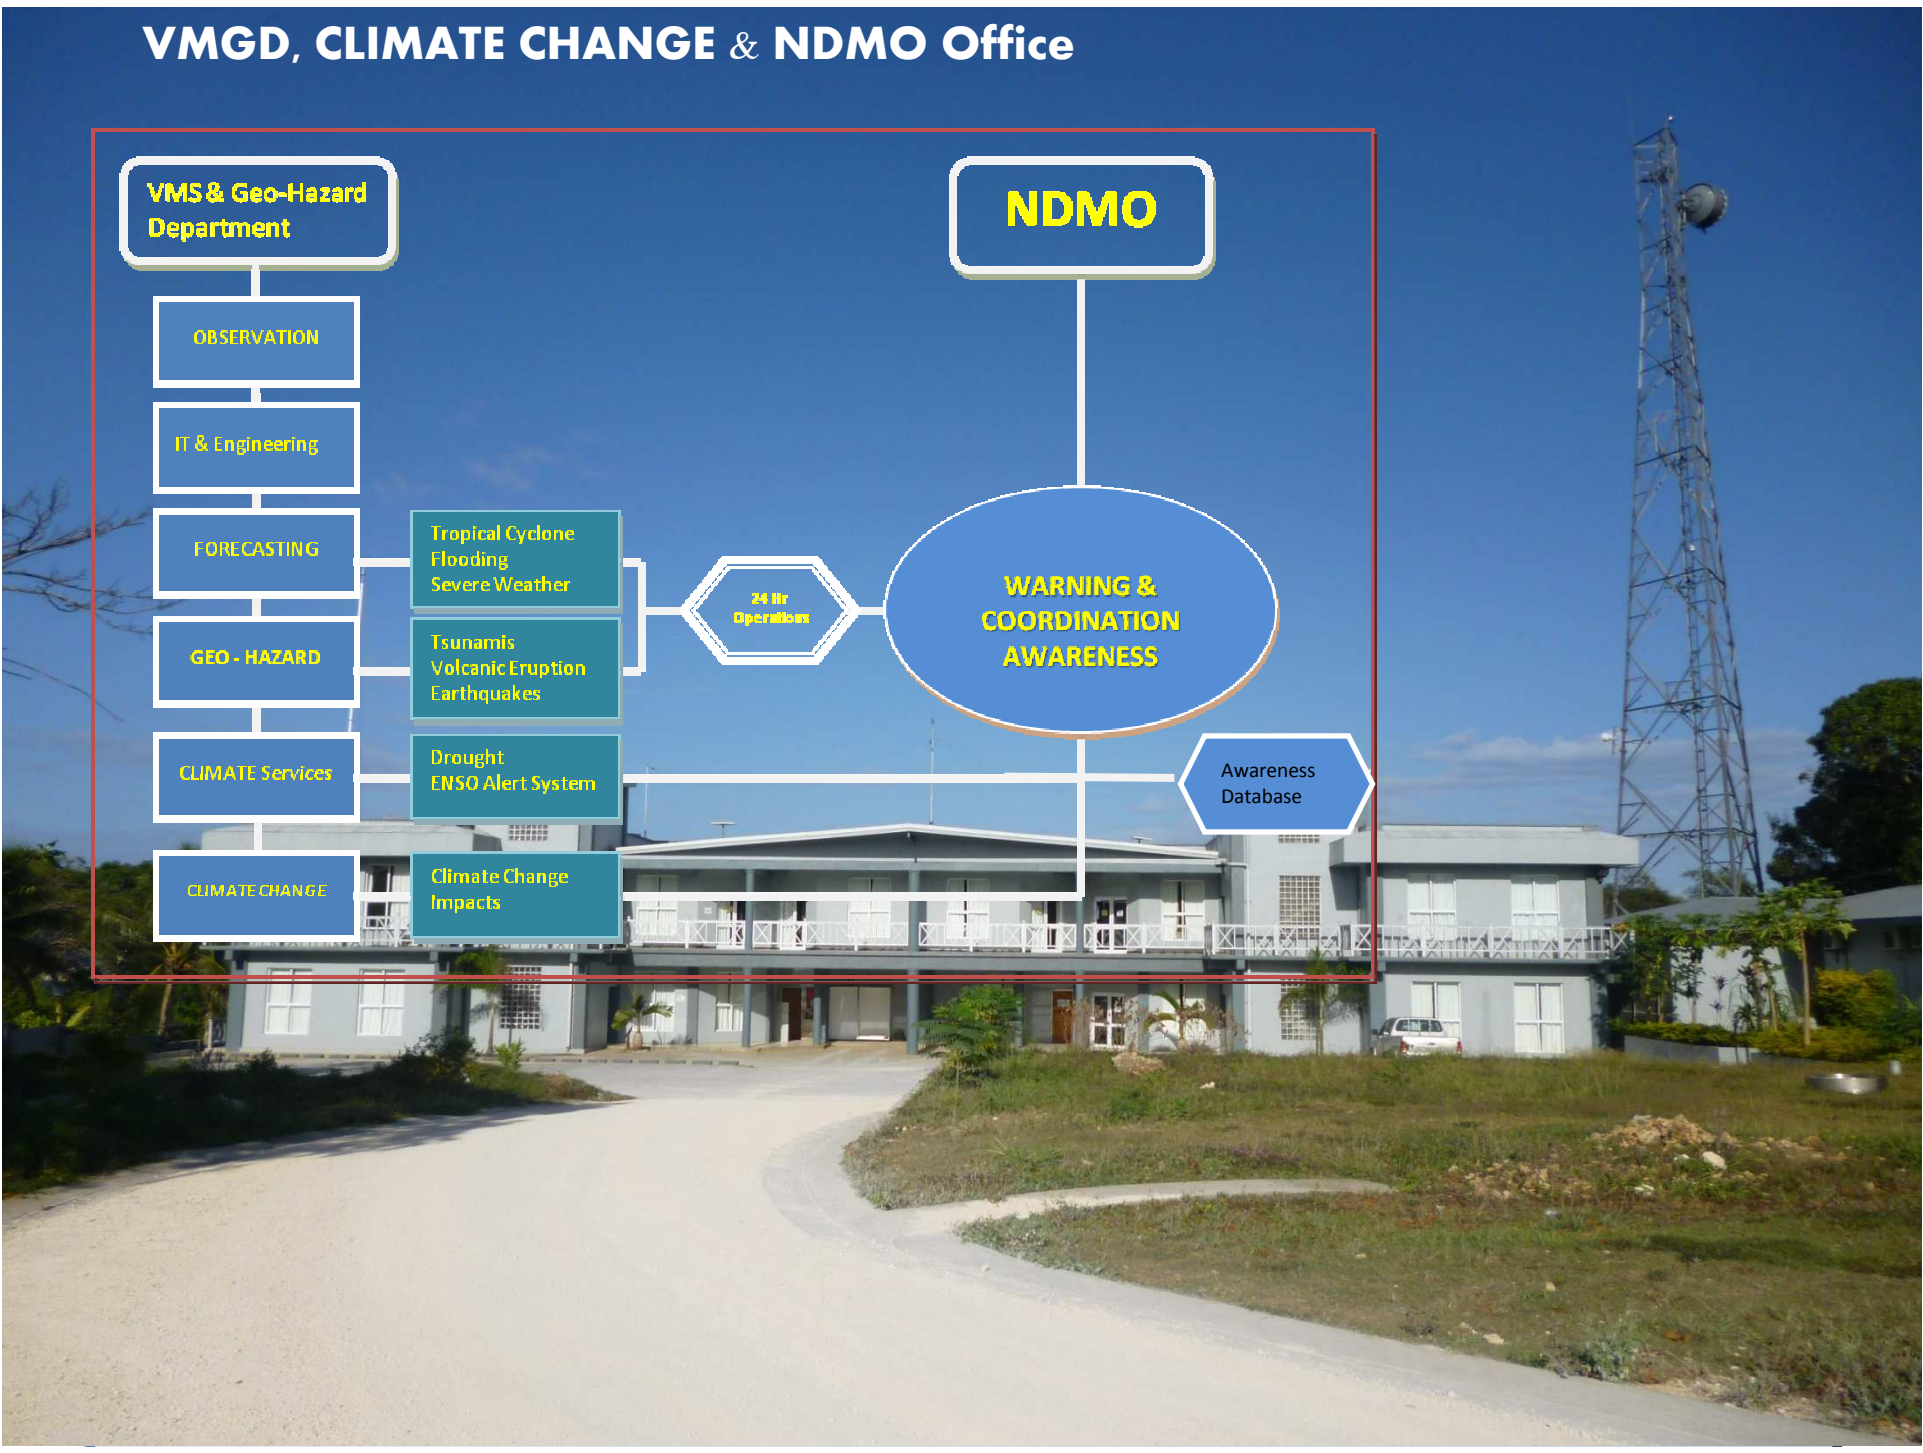 VMGD, CLIMATE CHANGE & NDMO Office
VMS & Geo-Hazard
Department
NDMO
OBSERVATION
IT & Engineering
FORECASTING
Tropical Cyclone
Flooding
Severe Weather
24 Hr
Operations
WARNING &
COORDINATION
AWARENESS
GEO - HAZARD
Tsunamis
Volcanic Eruption
Earthquakes
CLIMATE Services
Drought
ENSO Alert System
Awareness
Database
CLIMATE CHANGE
Climate Change
Impacts